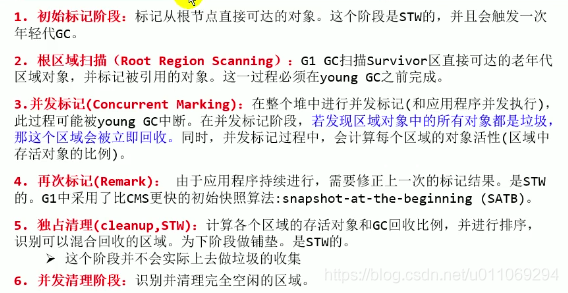 1. 初始标记阶段：标记从根节点直接可达的对象。这个阶段是STW的，并且会触发一次
年轻代GC。
2. 根区域扫描（Root Region Scanning）：G1 GC扫描Survivor区直接可达的老年代
区域对象，并标记被引用的对象。这一过程必须在young GC之前完成。
3.并发标记(Concurrent Marking)：在整个堆中进行并发标记(和应用程序并发执行)，
此过程可能被young GC中断。在并发标记阶段，若发现区域对象中的所有对象都是垃圾，
那这个区域会被立即回收。同时，并发标记过程中，会计算每个区域的对象活性(区域中
存活对象的比例)。
4. 再次标记(Remark)： 由于应用程序持续进行，需要修正上一次的标记结果。是STW
的。G1中采用了比CMS更快的初始快照算法:snapshot-at-the-beginning (SATB)。
5. 独占清理(cleanup,STW)：计算各个区域的存活对象和GC回收比例，并进行排序，
识别可以混合回收的区域。为下阶段做铺垫。是STW的。
➢ 这个阶段并不会实际上去做垃圾的收集
6. 并发清理阶段：识别并清理完全空闲的区域。
https://blog.csdn.net/u011069294